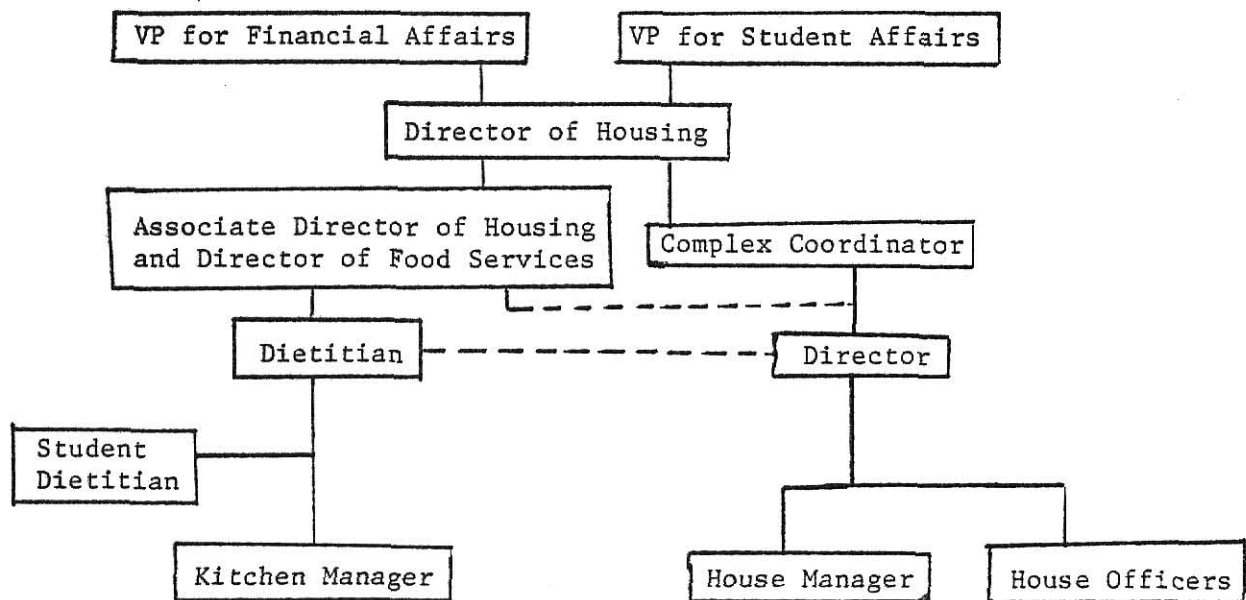 VP for Financial Affairs
VP for Student Affairs
Director of Housing
Associate Director of Housing
and Director of Food Services
Complex Coordinator
Dietitian
Director
Student
Dietitian
Kitchen Manager
House Manager
House Officers